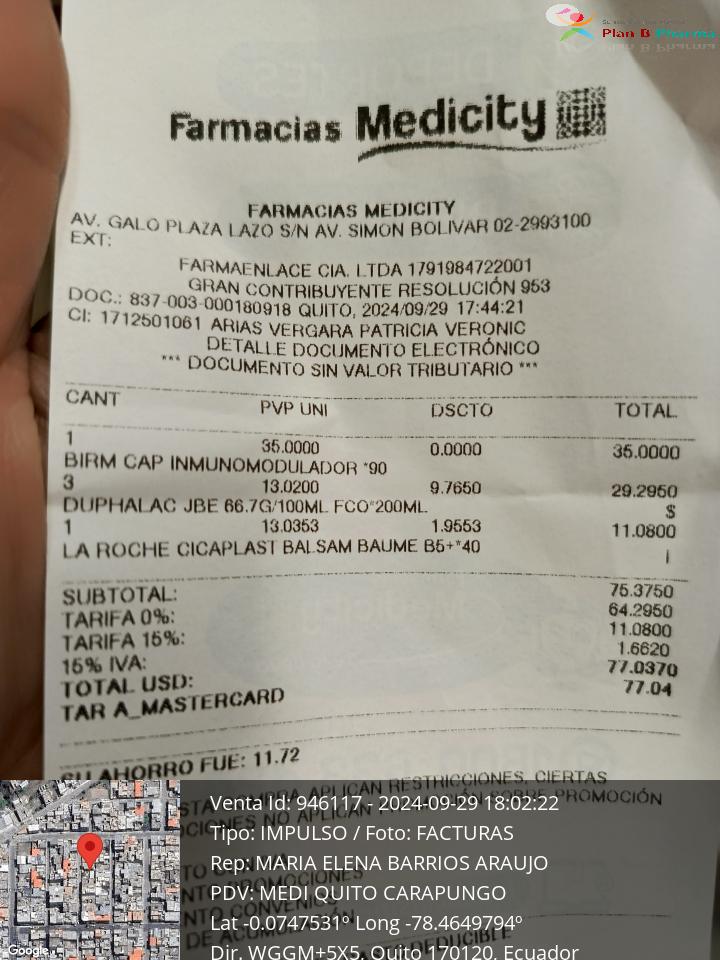 Plan B Pharma
Farmacias Medicity
FARMACIAS MEDICITY
AV. GALO PLAZA LAZO S/N AV. SIMON BOLIVAR 02-2993100
EXT:
FARMAENLACE CIA. LTDA 1791984722001
GRAN CONTRIBUYENTE RESOLUCIÓN 953
DOC.: 837-003-000180918 QUITO, 2024/09/29 17:44:21
CI: 1712501061 ARIAS VERGARA PATRICIA VERONIC
DETALLE DOCUMENTO ELECTRÓNICO
*** DOCUMENTO SIN VALOR TRIBUTARIO ***
CANT PVP UNI DSCTO TOTAL
1 35.0000 0.0000 35.0000
BIRM CAP INMUNOMODULADOR *90
3 13.0200 9.7650 29.2950
DUPHALAC JBE 66.7G/100ML FCO*200ML $
1 13.0353 1.9553 11.0800
LA ROCHE CICAPLAST BALSAM BAUME B5+*40 |
SUBTOTAL: 75.3750
TARIFA 0%: 64.2950
TARIFA 15%: 11.0800
15% IVA: 1.6620
TOTAL USD: 77.0370
TAR A_MASTERCARD 77.04
SU AHORRO FUE: 11.72
APLICAN RESTRICCIONES, CIERTAS
NO APLICAN PROMOCIÓN
Venta Id: 946117 - 2024-09-29 18:02:22
Tipo: IMPULSO / Foto: FACTURAS
Rep: MARIA ELENA BARRIOS ARAUJO
PDV: MEDI QUITO CARAPUNGO
Lat -0.0747531º Long -78.4649794º
Dir. WGGM+5X5, Quito 170120, Ecuador
Google